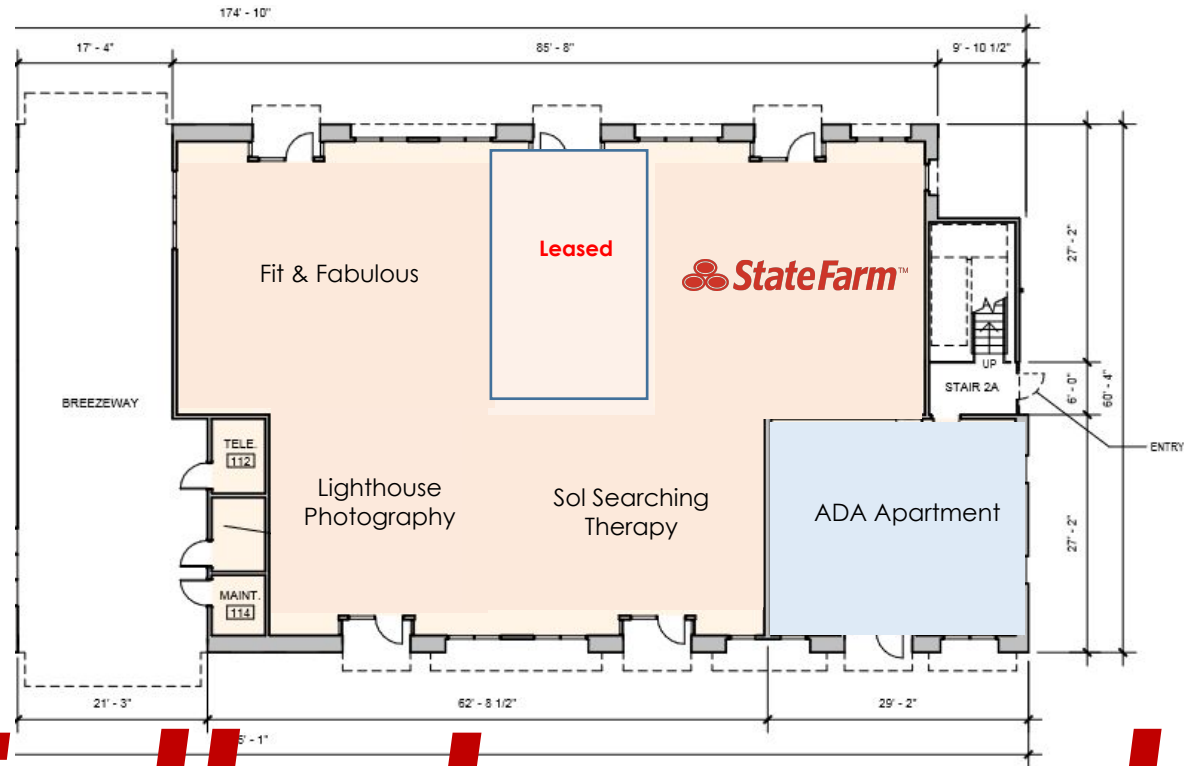 174' - 10"
17' - 4"
85' - 8"
9' - 10 1/2"
Leased
Fit & Fabulous
StateFarm™
27' - 2"
UP
STAIR 2A
6' - 0"
60' - 4"
BREEZEWAY
ENTRY
TELE.
112
Lighthouse
Photography
Sol Searching
Therapy
ADA Apartment
27' - 2"
MAINT.
114
21' - 3"
62' - 8 1/2"
29' - 2"
' - 1"